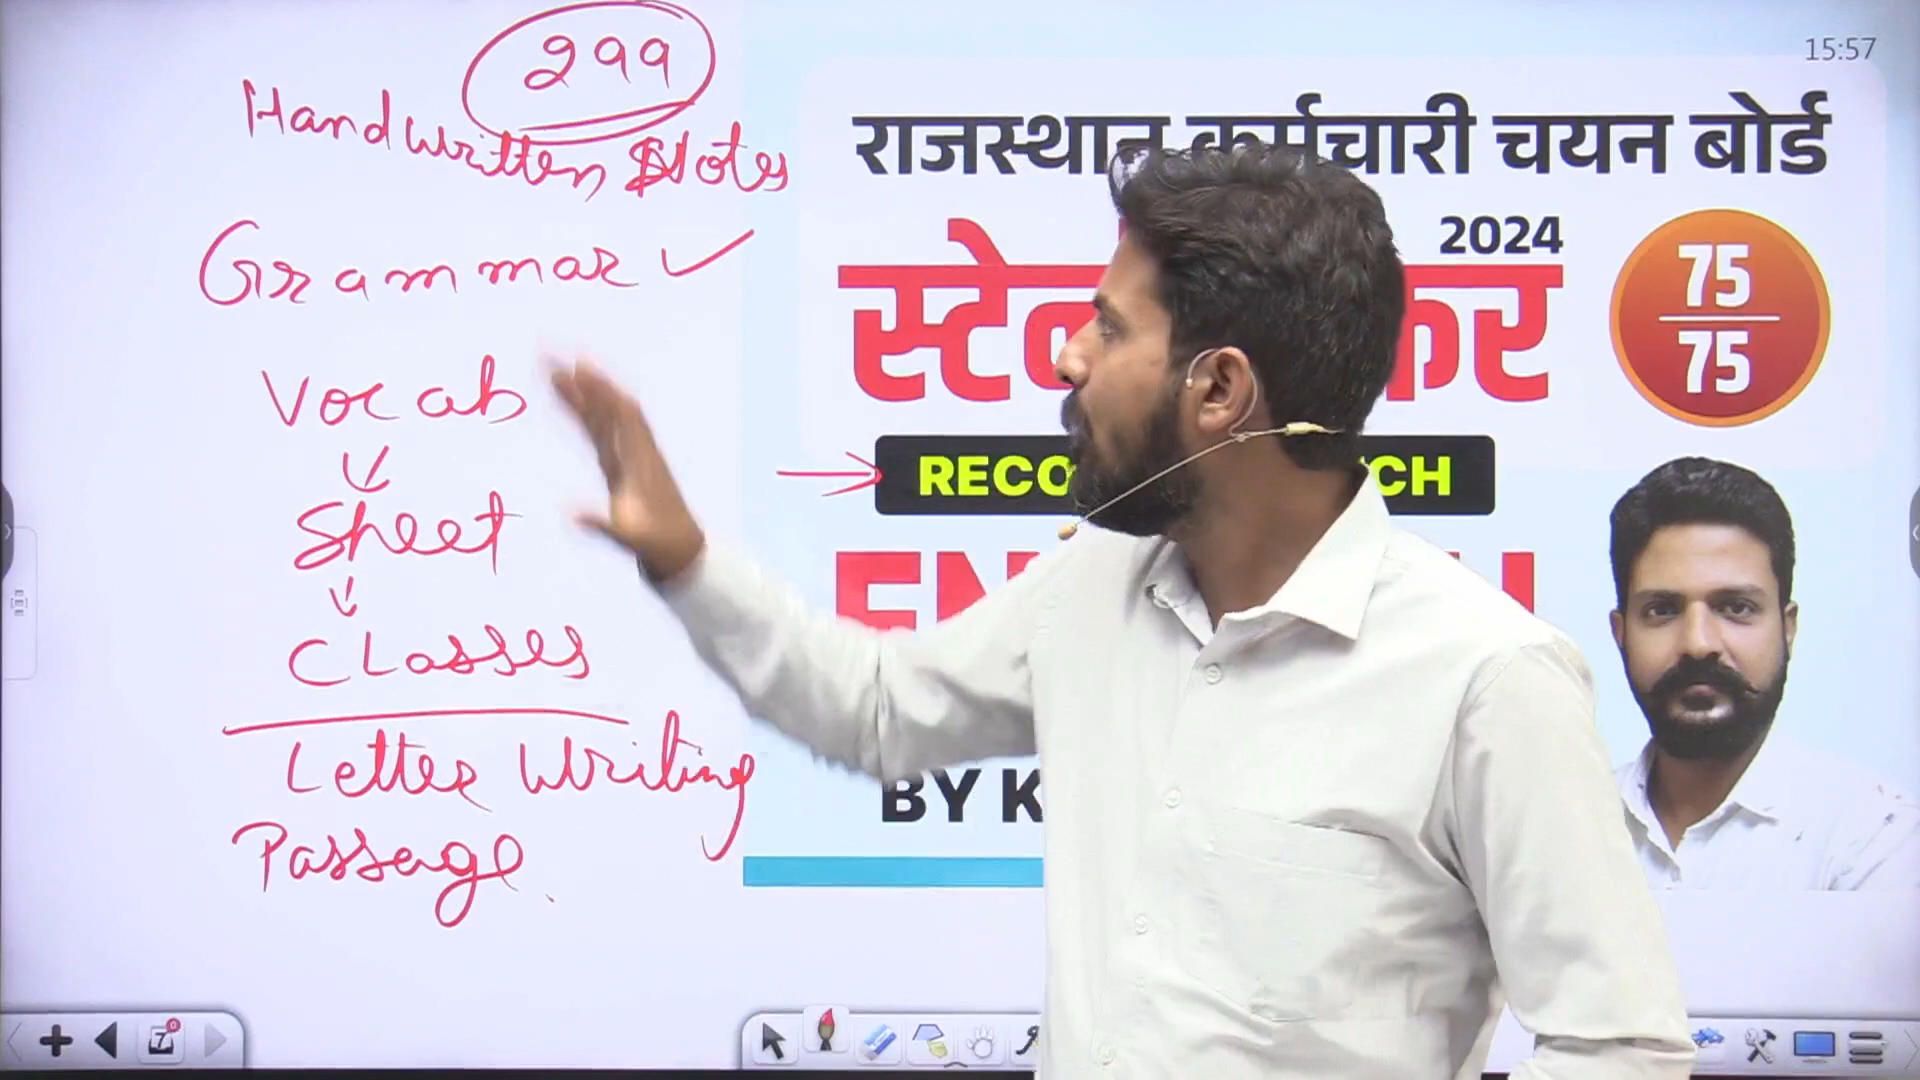 299
Handwritten Notes
Grammar ✓
Vocab
↓
Sheet
↓
Classes
Letter Writing
Passage
15:57
राजस्थान कर्मचारी चयन बोर्ड
2024
75
75
BY
7